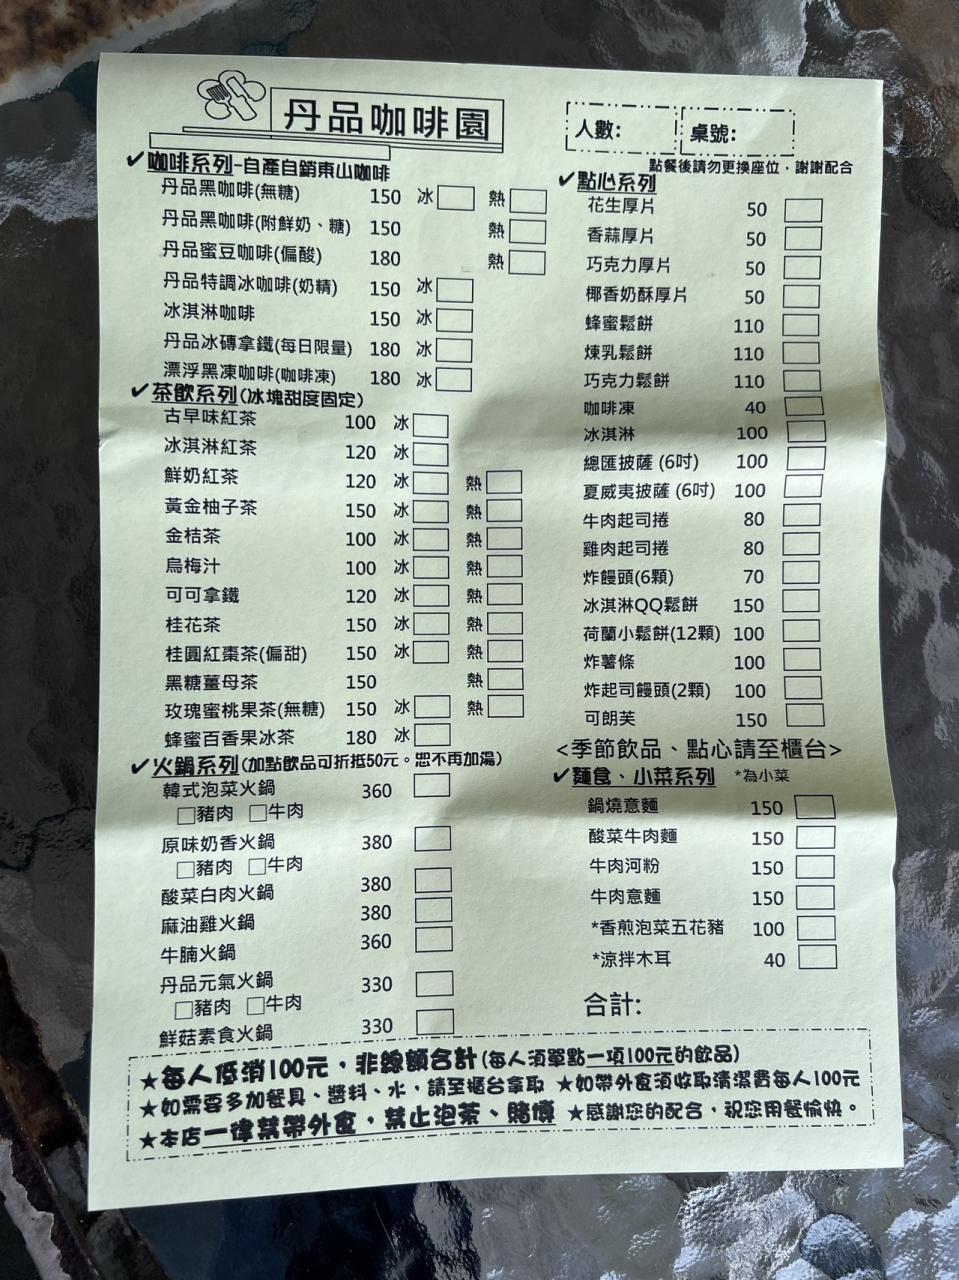 丹品咖啡園
人數:
桌號:
點餐後請勿更換座位，謝謝配合
✓咖啡系列-自產自銷東山咖啡
丹品黑咖啡(無糖) 150 冰□ 熱□
丹品黑咖啡(附鮮奶、糖) 150 熱□
丹品蜜豆咖啡(偏酸) 180 熱□
丹品特調冰咖啡(奶精) 150 冰□
冰淇淋咖啡 150 冰□
丹品冰磚拿鐵(每日限量) 180 冰□
漂浮黑凍咖啡(咖啡凍) 180 冰□
✓茶飲系列(冰塊甜度固定)
古早味紅茶 100 冰□
冰淇淋紅茶 120 冰□
鮮奶紅茶 120 冰□ 熱□
黃金柚子茶 150 冰□ 熱□
金桔茶 100 冰□ 熱□
烏梅汁 100 冰□ 熱□
可可拿鐵 120 冰□ 熱□
桂花茶 150 冰□ 熱□
桂圓紅棗茶(偏甜) 150 冰□ 熱□
黑糖薑母茶 150 熱□
玫瑰蜜桃果茶(無糖) 150 冰□ 熱□
蜂蜜百香果冰茶 180 冰□
✓火鍋系列(加點飲品可折抵50元。恕不再加湯)
韓式泡菜火鍋 360 □
□豬肉 □牛肉
原味奶香火鍋 380 □
□豬肉 □牛肉
酸菜白肉火鍋 380 □
麻油雞火鍋 380 □
牛腩火鍋 360 □
丹品元氣火鍋 330 □
□豬肉 □牛肉
鮮菇素食火鍋 330 □
✓點心系列
花生厚片 50 □
香蒜厚片 50 □
巧克力厚片 50 □
椰香奶酥厚片 50 □
蜂蜜鬆餅 110 □
煉乳鬆餅 110 □
巧克力鬆餅 110 □
咖啡凍 40 □
冰淇淋 100 □
總匯披薩 (6吋) 100 □
夏威夷披薩 (6吋) 100 □
牛肉起司捲 80 □
雞肉起司捲 80 □
炸饅頭(6顆) 70 □
冰淇淋QQ鬆餅 150 □
荷蘭小鬆餅(12顆) 100 □
炸薯條 100 □
炸起司饅頭(2顆) 100 □
可朗芙 150 □
<季節飲品、點心請至櫃台>
✓麵食、小菜系列 *為小菜
鍋燒意麵 150 □
酸菜牛肉麵 150 □
牛肉河粉 150 □
牛肉意麵 150 □
*香煎泡菜五花豬 100 □
*涼拌木耳 40 □
合計:
★每人低消100元，非總額合計(每人須單點一項100元的飲品)
★如需要多加餐具、醬料、水，請至櫃台拿取 ★如帶外食須收取清潔費每人100元
★本店一律禁帶外食，禁止泡茶、賭博 ★感謝您的配合，祝您用餐愉快。